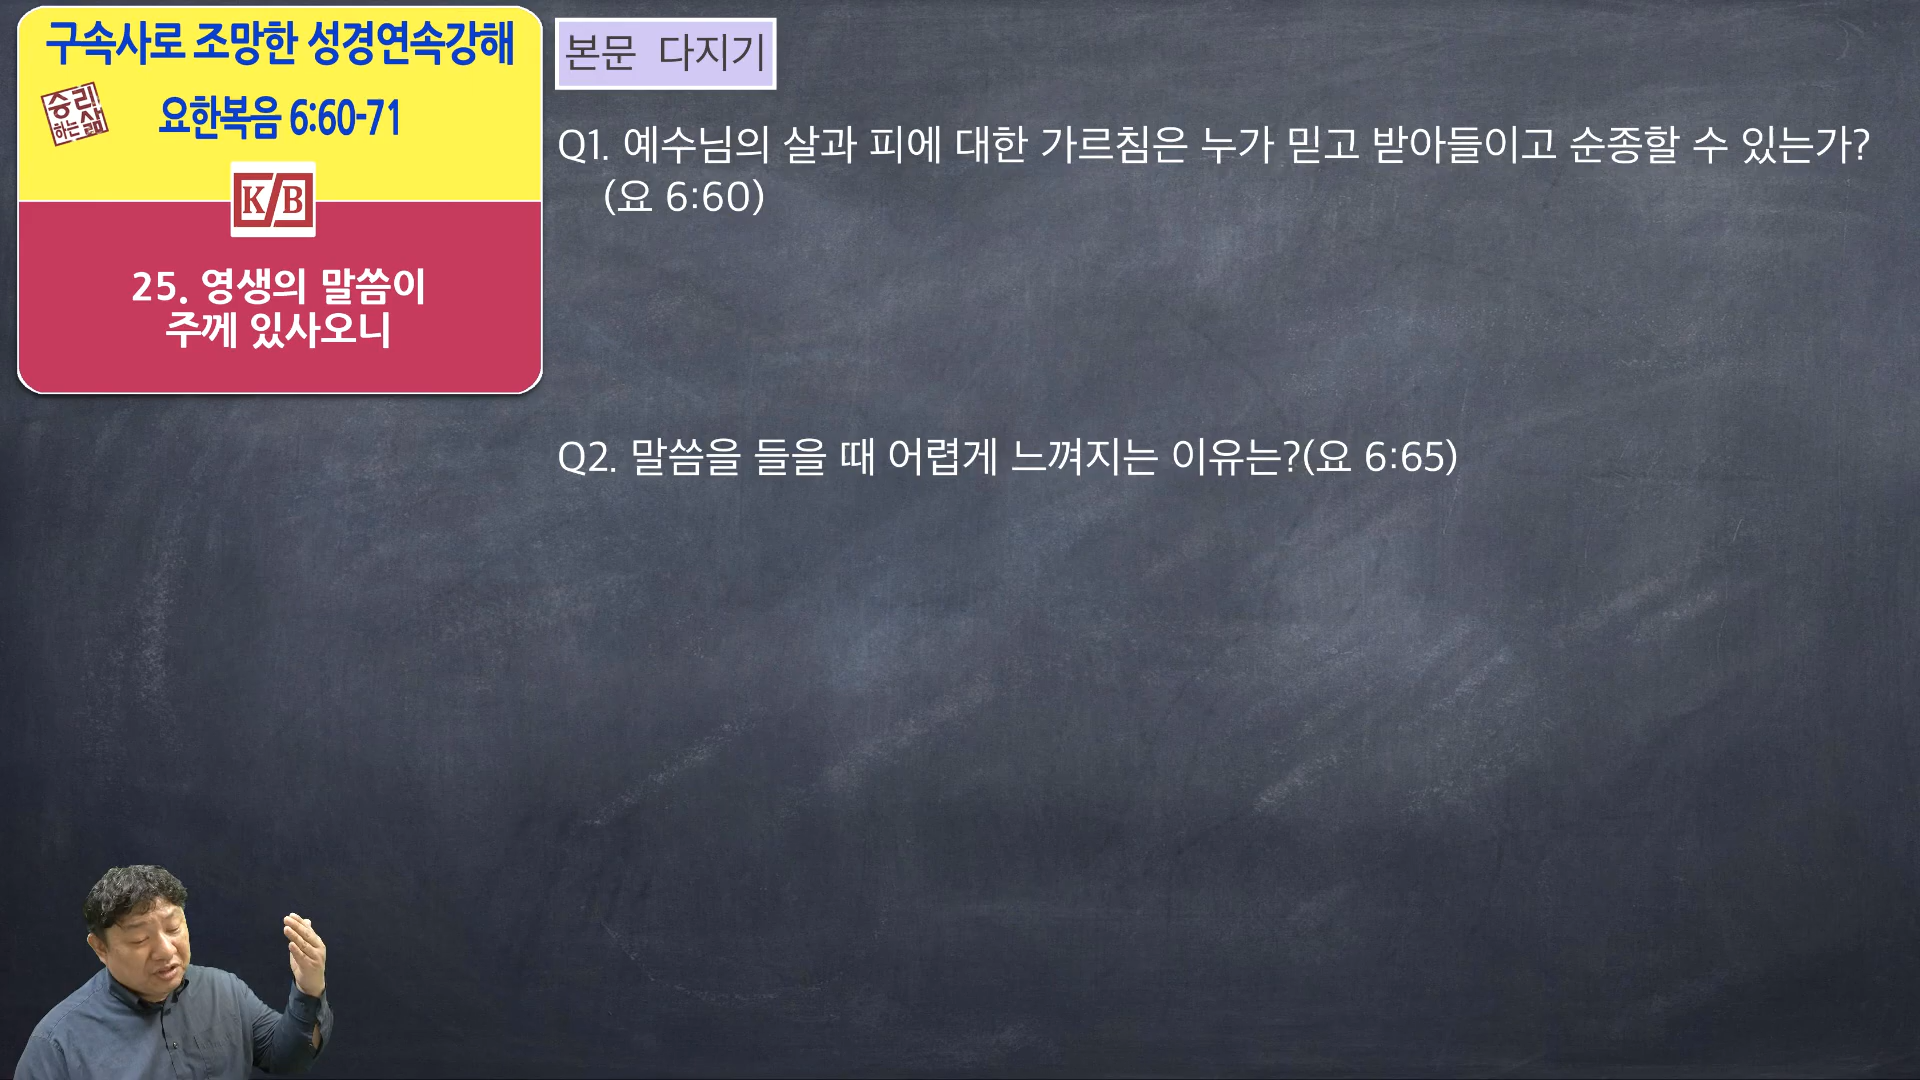 구속사로 조망한 성경연속강해
승리
하는삶
요한복음 6:60-71
K/B
25. 영생의 말씀이
주께 있사오니
본문 다지기
Q1. 예수님의 살과 피에 대한 가르침은 누가 믿고 받아들이고 순종할 수 있는가?
(요 6:60)
Q2. 말씀을 들을 때 어렵게 느껴지는 이유는?(요 6:65)